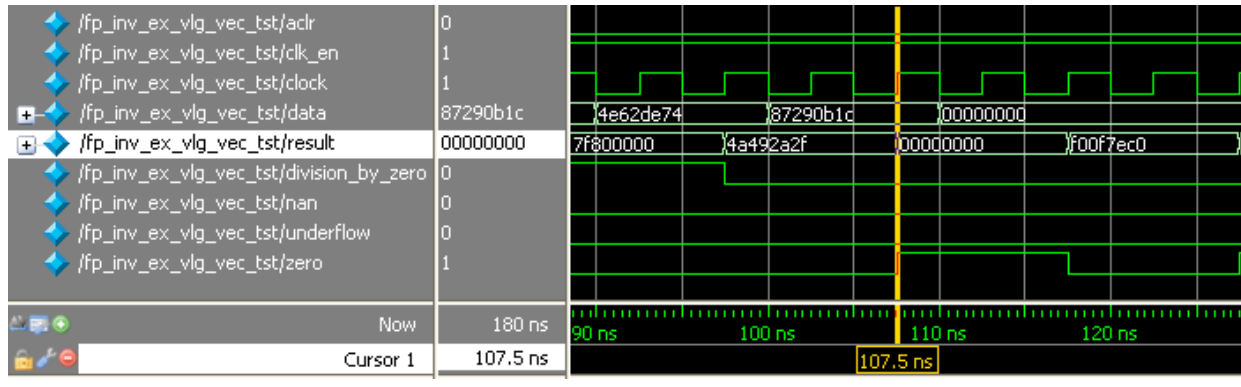 /fp_inv_ex_vlg_vec_tst/aclr 0
/fp_inv_ex_vlg_vec_tst/clk_en 1
/fp_inv_ex_vlg_vec_tst/clock 1
/fp_inv_ex_vlg_vec_tst/data 87290b1c 4e62de74 87290b1c 00000000
/fp_inv_ex_vlg_vec_tst/result 00000000 7f800000 4a492a2f 00000000 f00f7ec0
/fp_inv_ex_vlg_vec_tst/division_by_zero 0
/fp_inv_ex_vlg_vec_tst/nan 0
/fp_inv_ex_vlg_vec_tst/underflow 0
/fp_inv_ex_vlg_vec_tst/zero 1
Now 180 ns 90 ns 100 ns 110 ns 120 ns
Cursor 1 107.5 ns 107.5 ns